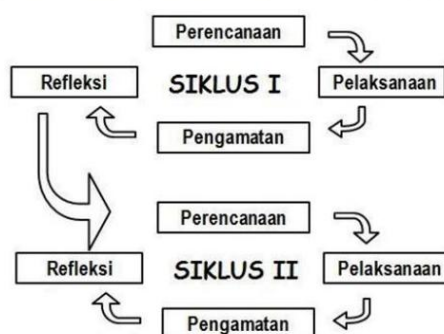 Perencanaan
Refleksi
SIKLUS I
Pelaksanaan
Pengamatan
Perencanaan
Refleksi
SIKLUS II
Pelaksanaan
Pengamatan